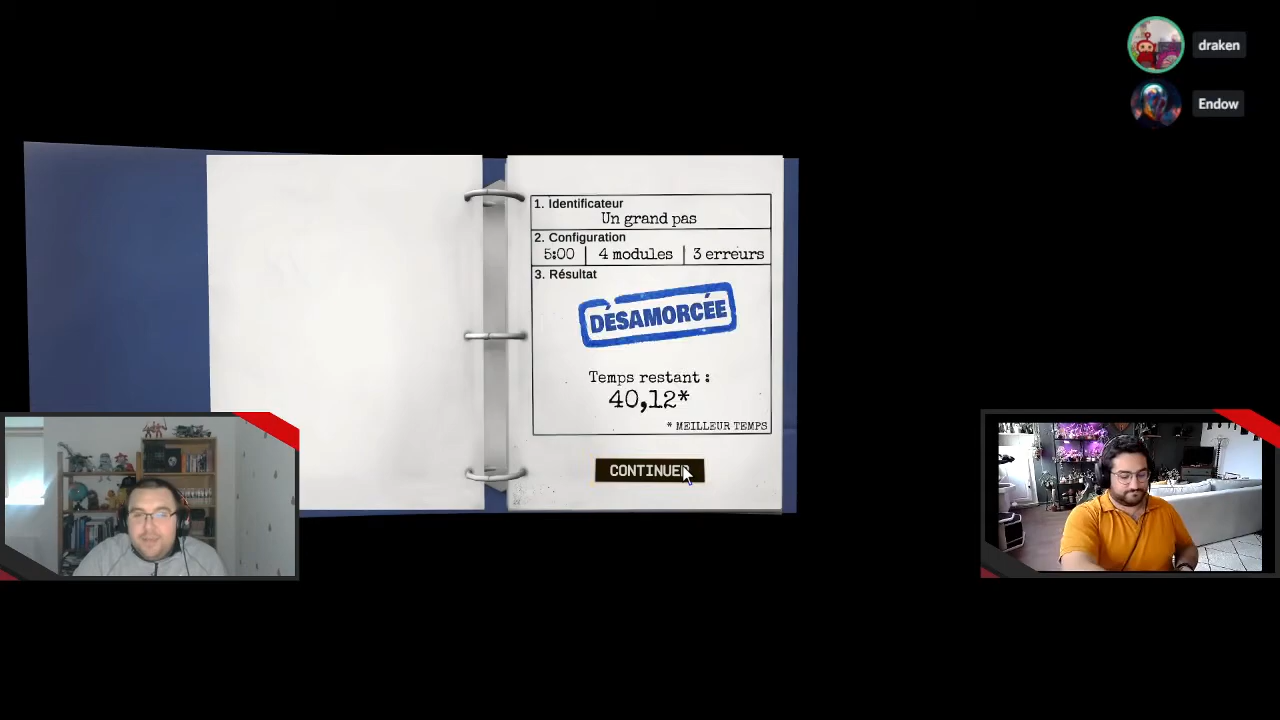 draken
Endow
1. Identificateur
Un grand pas
2. Configuration
5:00 | 4 modules | 3 erreurs
3. Résultat
DÉSAMORCÉE
Temps restant :
40,12*
* MEILLEUR TEMPS
CONTINUER